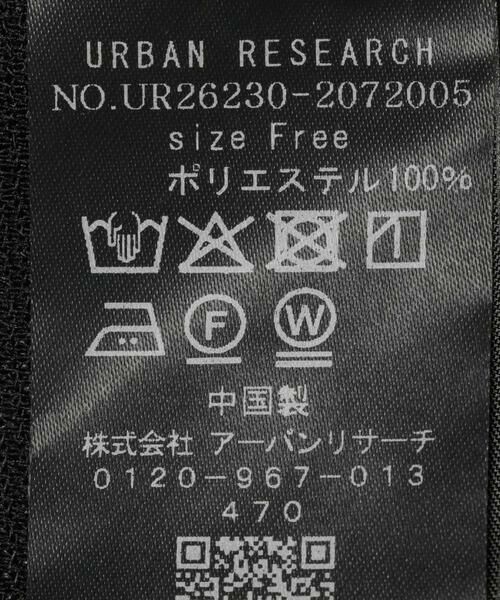 URBAN RESEARCH
NO.UR26230-2072005
size Free
ポリエステル100%
F W
中国製
株式会社 アーバンリサーチ
0120-967-013
470